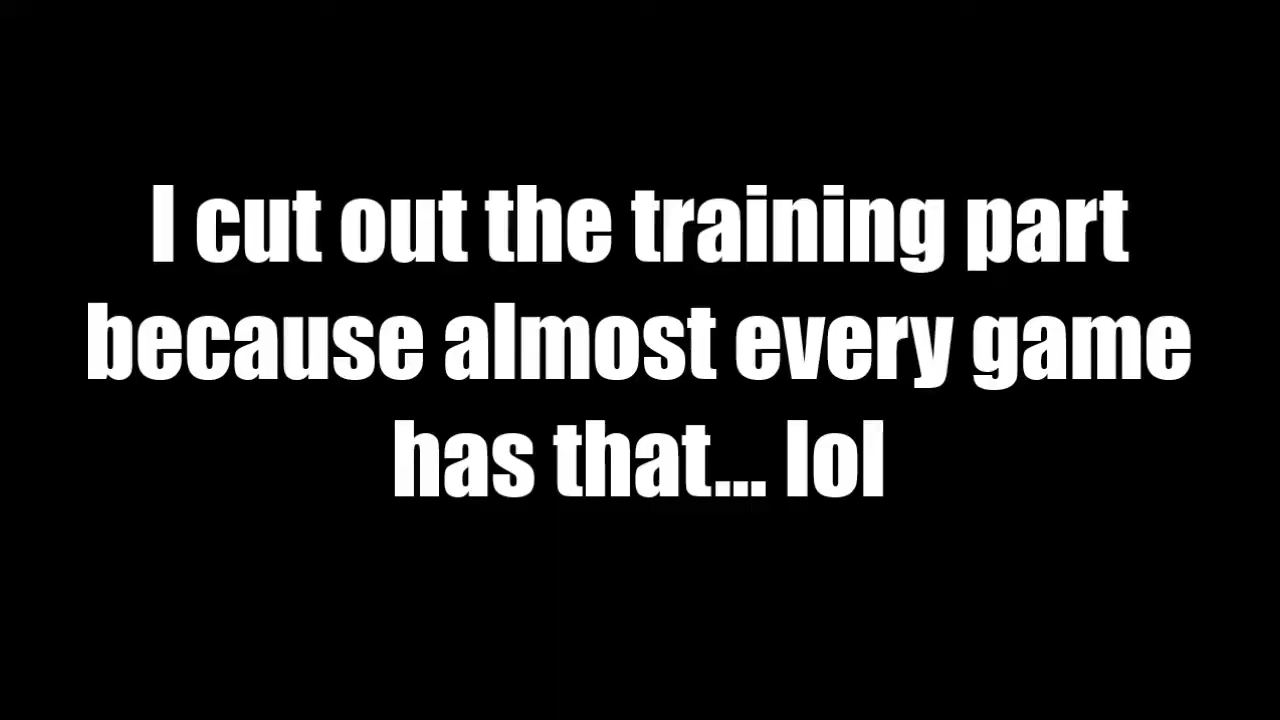 I cut out the training part
because almost every game
has that... lol